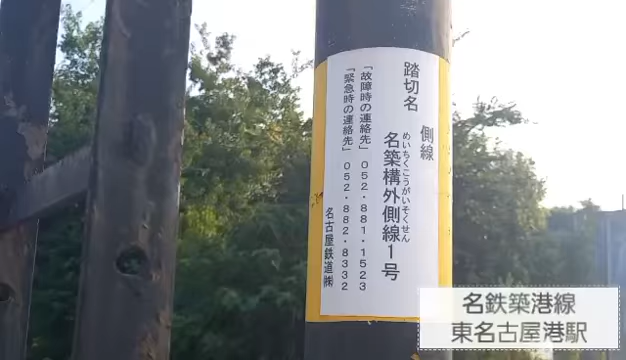 踏切名
側線
めいちくこうがいそくせん
名築構外側線1号
「故障時の連絡先」052-881-1523
「緊急時の連絡先」052-882-8332
名古屋鉄道㈱
名鉄築港線
東名古屋港駅